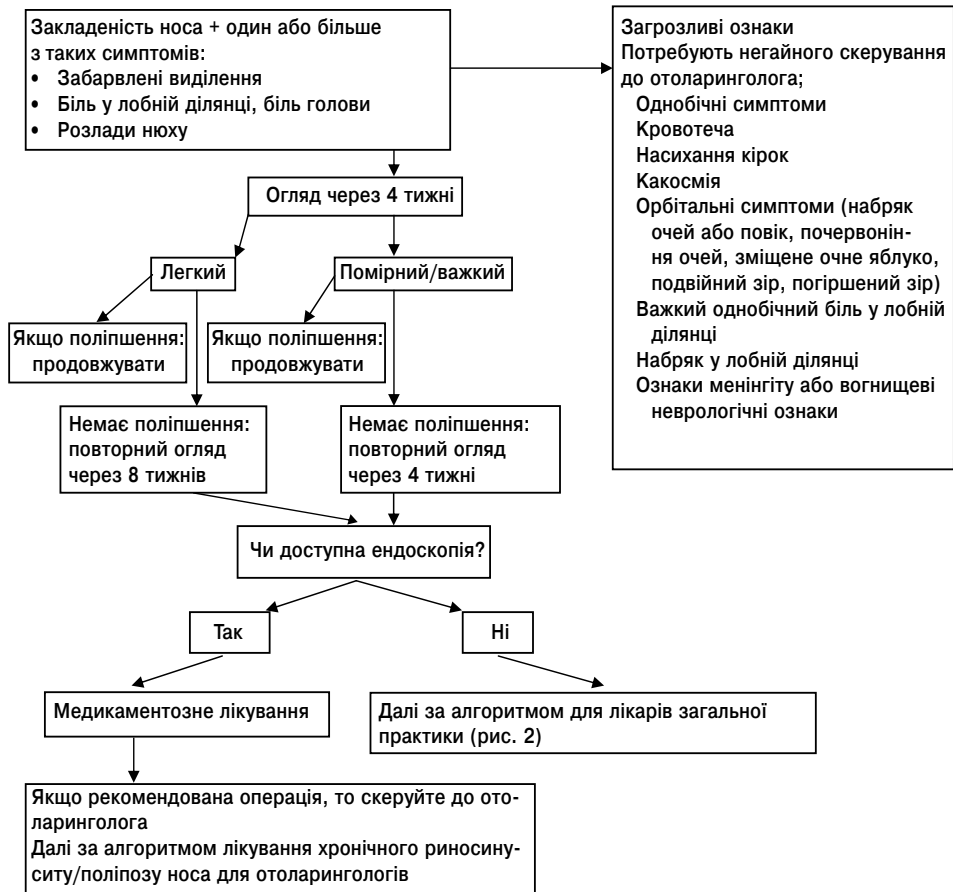 Закладеність носа + один або більше
з таких симптомів:
• Забарвлені виділення
• Біль у лобній ділянці, біль голови
• Розлади нюху
Загрозливі ознаки
Потребують негайного скерування
до отоларинголога;
Однобічні симптоми
Кровотеча
Насихання кірок
Какосмія
Орбітальні симптоми (набряк
очей або повік, почервонін-
ня очей, зміщене очне яблуко,
подвійний зір, погіршений зір)
Важкий однобічний біль у лобній
ділянці
Набряк у лобній ділянці
Ознаки менінгіту або вогнищеві
неврологічні ознаки
Огляд через 4 тижні
Легкий
Помірний/важкий
Якщо поліпшення:
продовжувати
Якщо поліпшення:
продовжувати
Немає поліпшення:
повторний огляд
через 8 тижнів
Немає поліпшення:
повторний огляд
через 4 тижні
Чи доступна ендоскопія?
Так
Ні
Медикаментозне лікування
Далі за алгоритмом для лікарів загальної
практики (рис. 2)
Якщо рекомендована операція, то скеруйте до ото-
ларинголога
Далі за алгоритмом лікування хронічного риносину-
ситу/поліпозу носа для отоларингологів